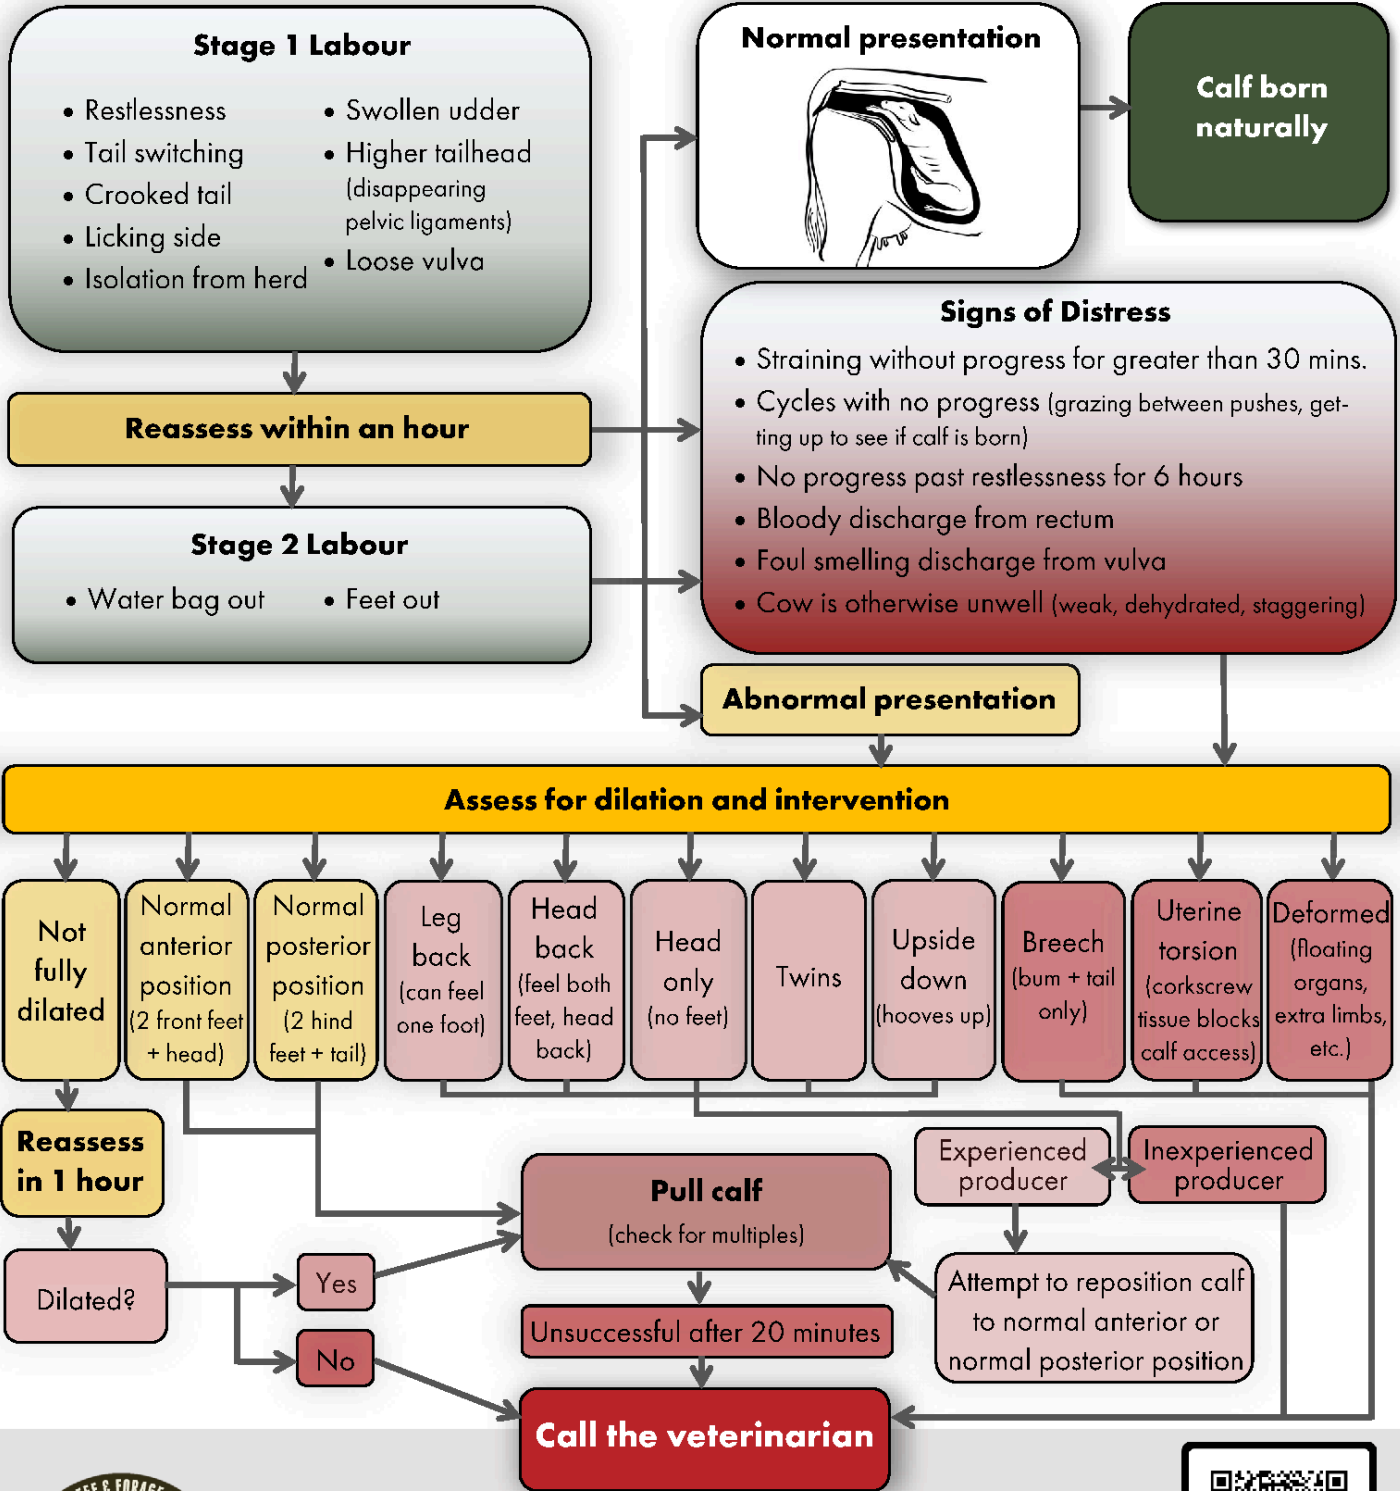 Stage 1 Labour
• Restlessness
• Tail switching
• Crooked tail
• Licking side
• Isolation from herd
• Swollen udder
• Higher tailhead
(disappearing
pelvic ligaments)
• Loose vulva
Normal presentation
Calf born
naturally
Reassess within an hour
Stage 2 Labour
• Water bag out
• Feet out
Signs of Distress
• Straining without progress for greater than 30 mins.
• Cycles with no progress (grazing between pushes, get-
ting up to see if calf is born)
• No progress past restlessness for 6 hours
• Bloody discharge from rectum
• Foul smelling discharge from vulva
• Cow is otherwise unwell (weak, dehydrated, staggering)
Abnormal presentation
Assess for dilation and intervention
Not
fully
dilated
Normal
anterior
position
(2 front feet
+ head)
Normal
posterior
position
(2 hind
feet + tail)
Leg
back
(can feel
one foot)
Head
back
(feel both
feet, head
back)
Head
only
(no feet)
Twins
Upside
down
(hooves up)
Breech
(bum + tail
only)
Uterine
torsion
(corkscrew
tissue blocks
calf access)
Deformed
(floating
organs,
extra limbs,
etc.)
Reassess
in 1 hour
Dilated?
Yes
No
Pull calf
(check for multiples)
Unsuccessful after 20 minutes
Call the veterinarian
Experienced
producer
Inexperienced
producer
Attempt to reposition calf
to normal anterior or
normal posterior position
& FORAGE